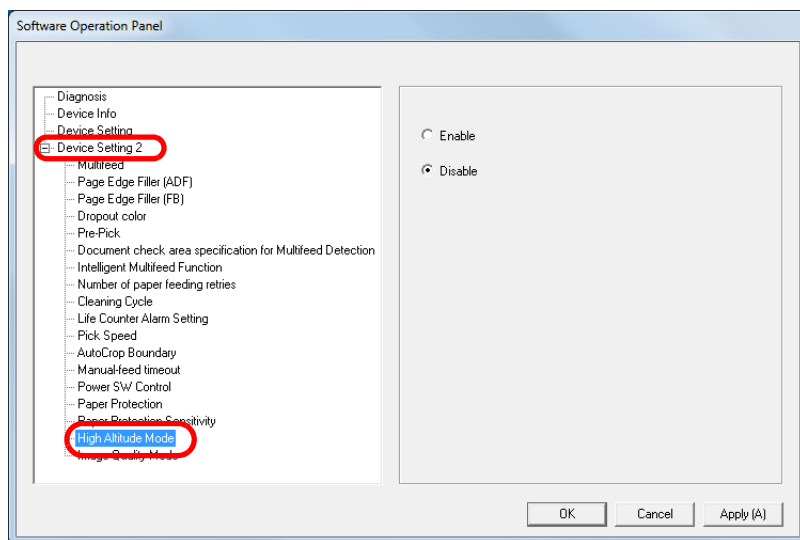 Software Operation Panel
Diagnosis
Device Info
Device Setting
Device Setting 2
Multifeed
Page Edge Filler (ADF)
Page Edge Filler (FB)
Dropout color
Pre-Pick
Document check area specification for Multifeed Detection
Intelligent Multifeed Function
Number of paper feeding retries
Cleaning Cycle
Life Counter Alarm Setting
Pick Speed
AutoCrop Boundary
Manual-feed timeout
Power SW Control
Paper Protection
Paper Protection Sensitivity
High Altitude Mode
Image Quality Mode
Enable
Disable
OK
Cancel
Apply (A)